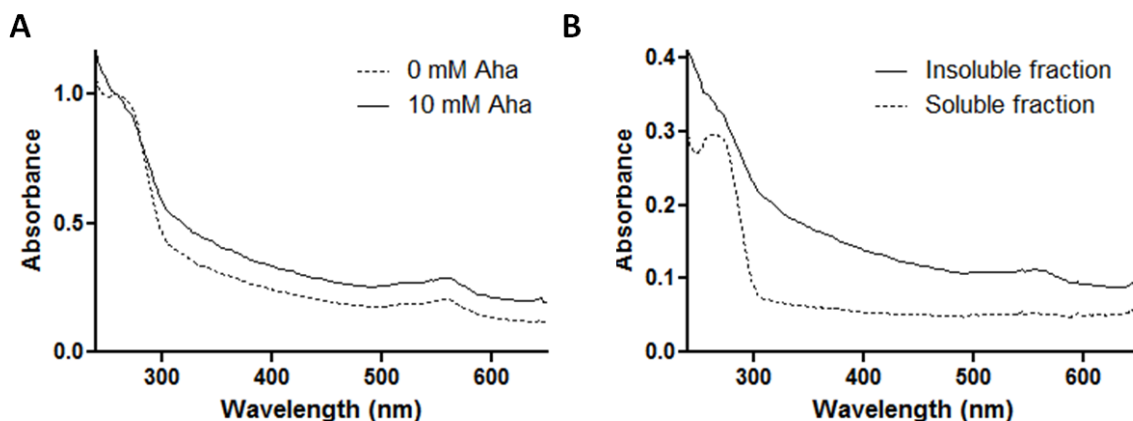 A
0 mM Aha
10 mM Aha
1.0
0.5
0.0
Absorbance
300
400
500
600
Wavelength (nm)
B
Insoluble fraction
Soluble fraction
0.4
0.3
0.2
0.1
0.0
Absorbance
300
400
500
600
Wavelength (nm)